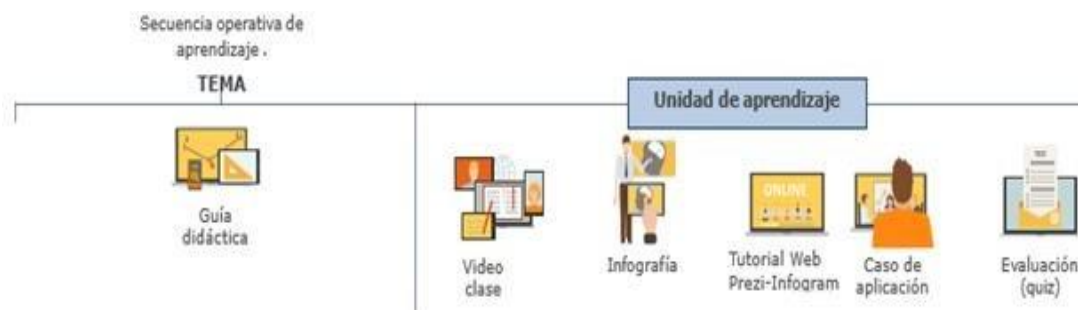 Secuencia operativa de
aprendizaje .
TEMA
Unidad de aprendizaje
Guía
didáctica
Video
clase
Infografía
ONLINE
Tutorial Web
Prezi-Infogram
Caso de
aplicación
Evaluación
(quiz)